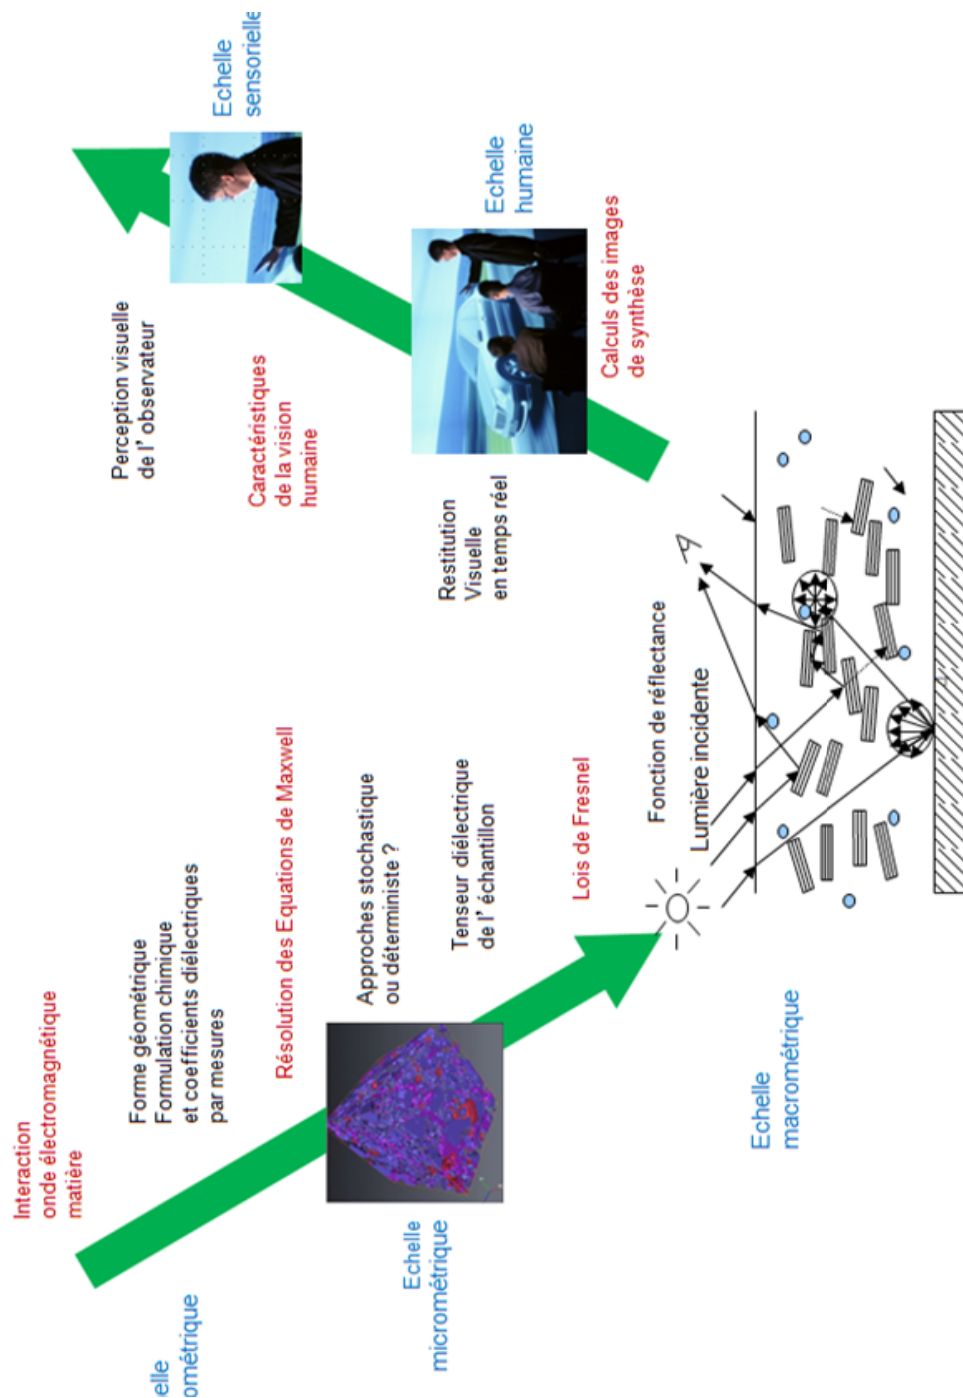 Interaction
onde électromagnétique
matière
elle
ométrique
Forme géométrique
Formulation chimique
et coefficients diélectriques
par mesures
Résolution des Equations de Maxwell
Echelle
micrométrique
Approches stochastique
ou déterministe ?
Tenseur diélectrique
de l’ échantillon
Lois de Fresnel
Fonction de réflectance
Lumière incidente
Echelle
macrométrique
Calculs des images
de synthèse
Restitution
Visuelle
en temps réel
Echelle
humaine
Caractéristiques
de la vision
humaine
Perception visuelle
de l’ observateur
Echelle
sensorielle